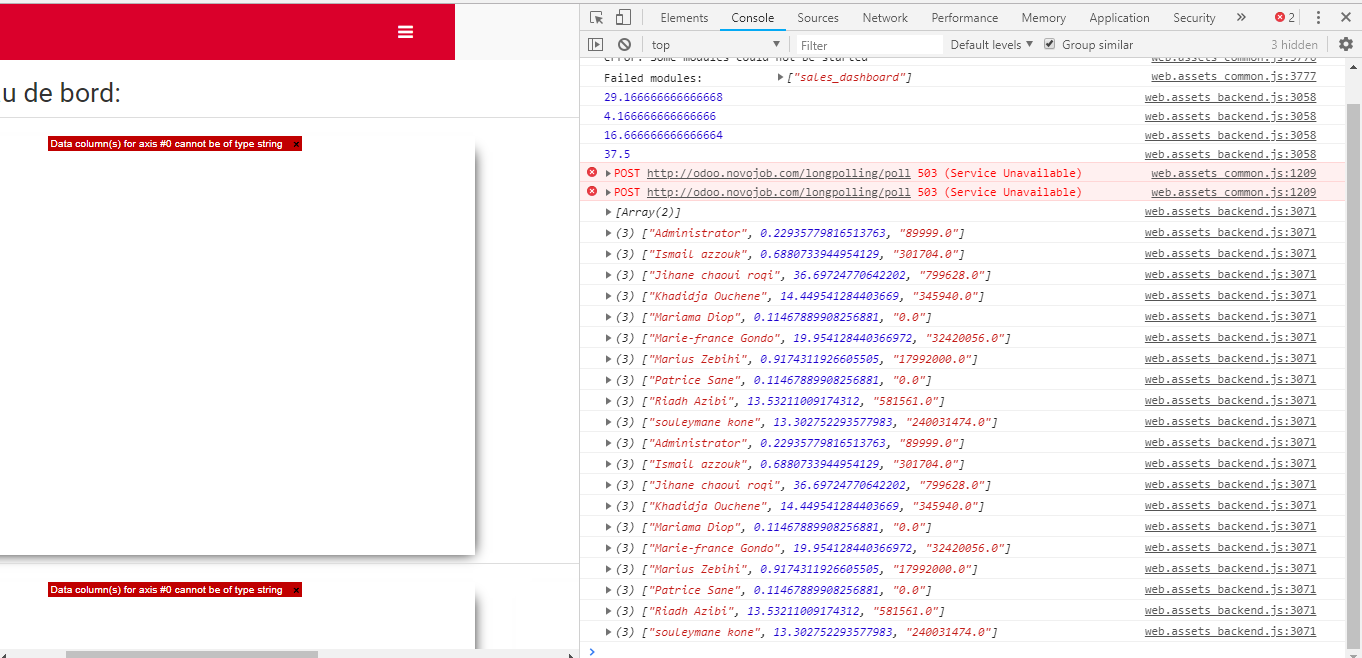 Elements Console Sources Network Performance Memory Application Security » 2
top Filter Default levels Group similar 3 hidden
u de bord:
Data column(s) for axis #0 cannot be of type string ×
Data column(s) for axis #0 cannot be of type string ×
error: Some modules could not be started web.assets_common.js:3776
Failed modules: ["sales_dashboard"] web.assets_common.js:3777
29.166666666666668 web.assets_backend.js:3058
4.166666666666666 web.assets_backend.js:3058
16.666666666666664 web.assets_backend.js:3058
37.5 web.assets_backend.js:3058
POST http://odoo.novojob.com/longpolling/poll 503 (Service Unavailable) web.assets_common.js:1209
POST http://odoo.novojob.com/longpolling/poll 503 (Service Unavailable) web.assets_common.js:1209
[Array(2)] web.assets_backend.js:3071
(3) ["Administrator", 0.22935779816513763, "89999.0"] web.assets_backend.js:3071
(3) ["Ismail azzouk", 0.6880733944954129, "301704.0"] web.assets_backend.js:3071
(3) ["Jihane chaoui roqi", 36.69724770642202, "799628.0"] web.assets_backend.js:3071
(3) ["Khadidja Ouchene", 14.449541284403669, "345940.0"] web.assets_backend.js:3071
(3) ["Mariama Diop", 0.11467889908256881, "0.0"] web.assets_backend.js:3071
(3) ["Marie-france Gondo", 19.954128440366972, "32420056.0"] web.assets_backend.js:3071
(3) ["Marius Zebihi", 0.9174311926605505, "17992000.0"] web.assets_backend.js:3071
(3) ["Patrice Sane", 0.11467889908256881, "0.0"] web.assets_backend.js:3071
(3) ["Riadh Azibi", 13.53211009174312, "581561.0"] web.assets_backend.js:3071
(3) ["souleymane kone", 13.302752293577983, "240031474.0"] web.assets_backend.js:3071
(3) ["Administrator", 0.22935779816513763, "89999.0"] web.assets_backend.js:3071
(3) ["Ismail azzouk", 0.6880733944954129, "301704.0"] web.assets_backend.js:3071
(3) ["Jihane chaoui roqi", 36.69724770642202, "799628.0"] web.assets_backend.js:3071
(3) ["Khadidja Ouchene", 14.449541284403669, "345940.0"] web.assets_backend.js:3071
(3) ["Mariama Diop", 0.11467889908256881, "0.0"] web.assets_backend.js:3071
(3) ["Marie-france Gondo", 19.954128440366972, "32420056.0"] web.assets_backend.js:3071
(3) ["Marius Zebihi", 0.9174311926605505, "17992000.0"] web.assets_backend.js:3071
(3) ["Patrice Sane", 0.11467889908256881, "0.0"] web.assets_backend.js:3071
(3) ["Riadh Azibi", 13.53211009174312, "581561.0"] web.assets_backend.js:3071
(3) ["souleymane kone", 13.302752293577983, "240031474.0"] web.assets_backend.js:3071